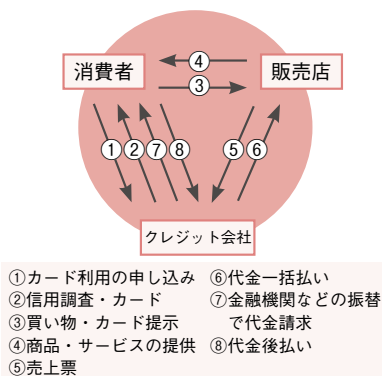 消費者
④
販売店
③
①②⑦⑧
⑤⑥
クレジット会社
①カード利用の申し込み
②信用調査・カード
③買い物・カード提示
④商品・サービスの提供
⑤売上票
⑥代金一括払い
⑦金融機関などの振替
で代金請求
⑧代金後払い